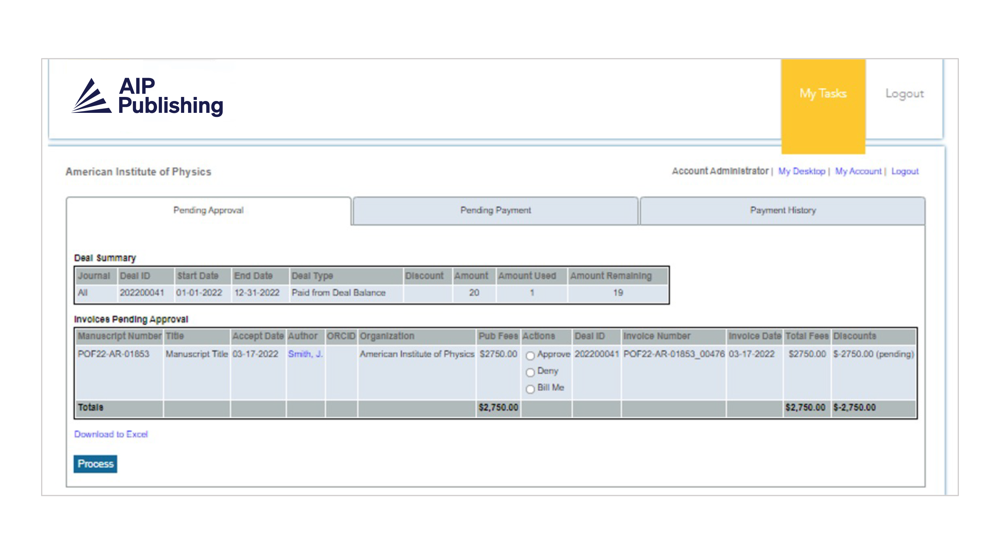 AIP
Publishing
My Tasks
Logout
American Institute of Physics
Account Administrator | My Desktop | My Account | Logout
Pending Approval
Pending Payment
Payment History
Deal Summary
Journal Deal ID Start Date End Date Deal Type Discount Amount Amount Used Amount Remaining
All 202200041 01-01-2022 12-31-2022 Paid from Deal Balance 20 1 19
Invoices Pending Approval
Manuscript Number Title Accept Date Author ORCID Organization Pub Fees Actions Deal ID Invoice Number Invoice Date Total Fees Discounts
POF22-AR-01853 Manuscript Title 03-17-2022 Smith, J. American Institute of Physics $2750.00 Approve 202200041 POF22-AR-01853_00476 03-17-2022 $2750.00 $-2750.00 (pending)
Deny
Bill Me
Totals $2,750.00 $2,750.00 $-2,750.00
Download to Excel
Process